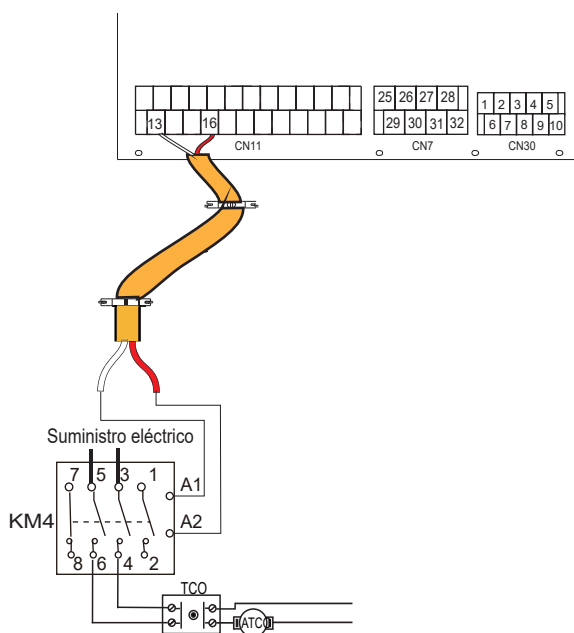 25 26 27 28
1 2 3 4 5
13 16
29 30 31 32
6 7 8 9 10
CN11 CN7 CN30
Suministro eléctrico
7 5 3 1
A1
KM4
A2
8 6 4 2
TCO
ATCO